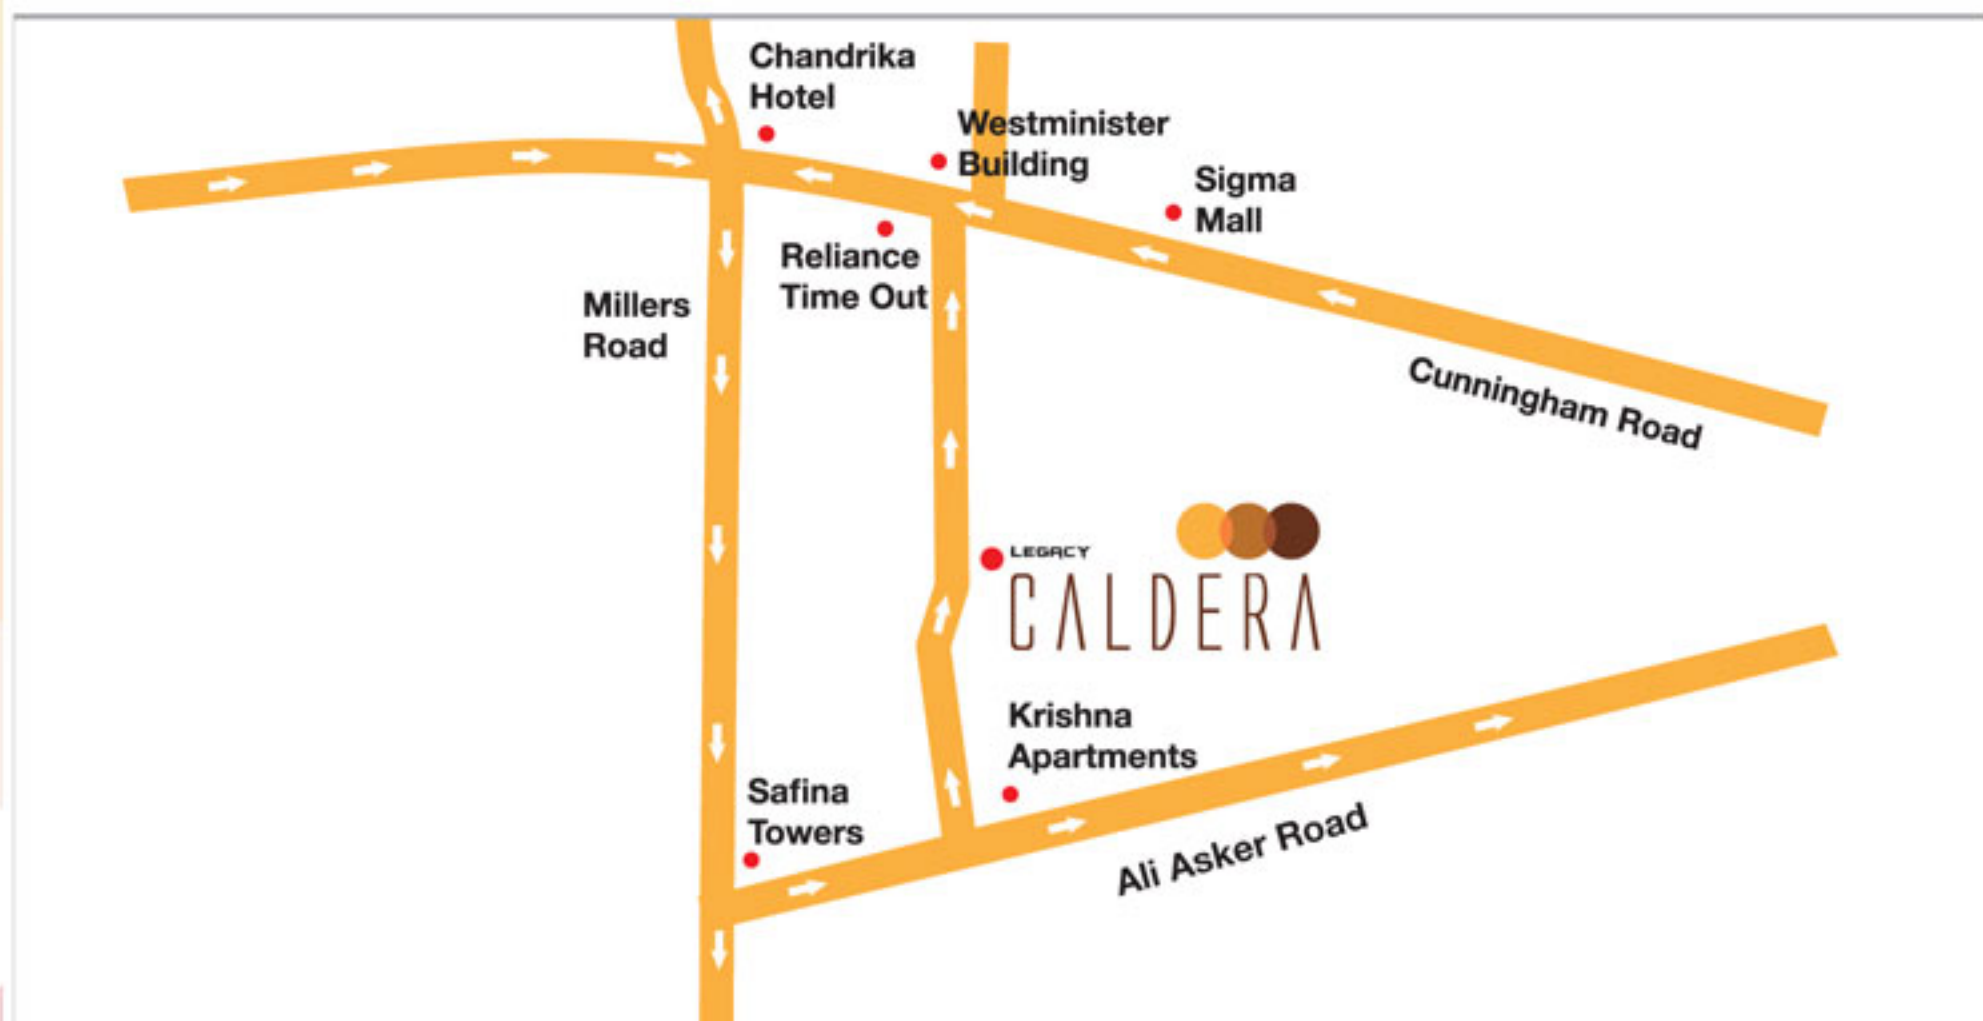 Chandrika
Hotel
Westminister
Building
Sigma
Mall
Reliance
Time Out
Millers
Road
Cunningham Road
LEGACY
CALDERA
Krishna
Apartments
Safina
Towers
Ali Asker Road